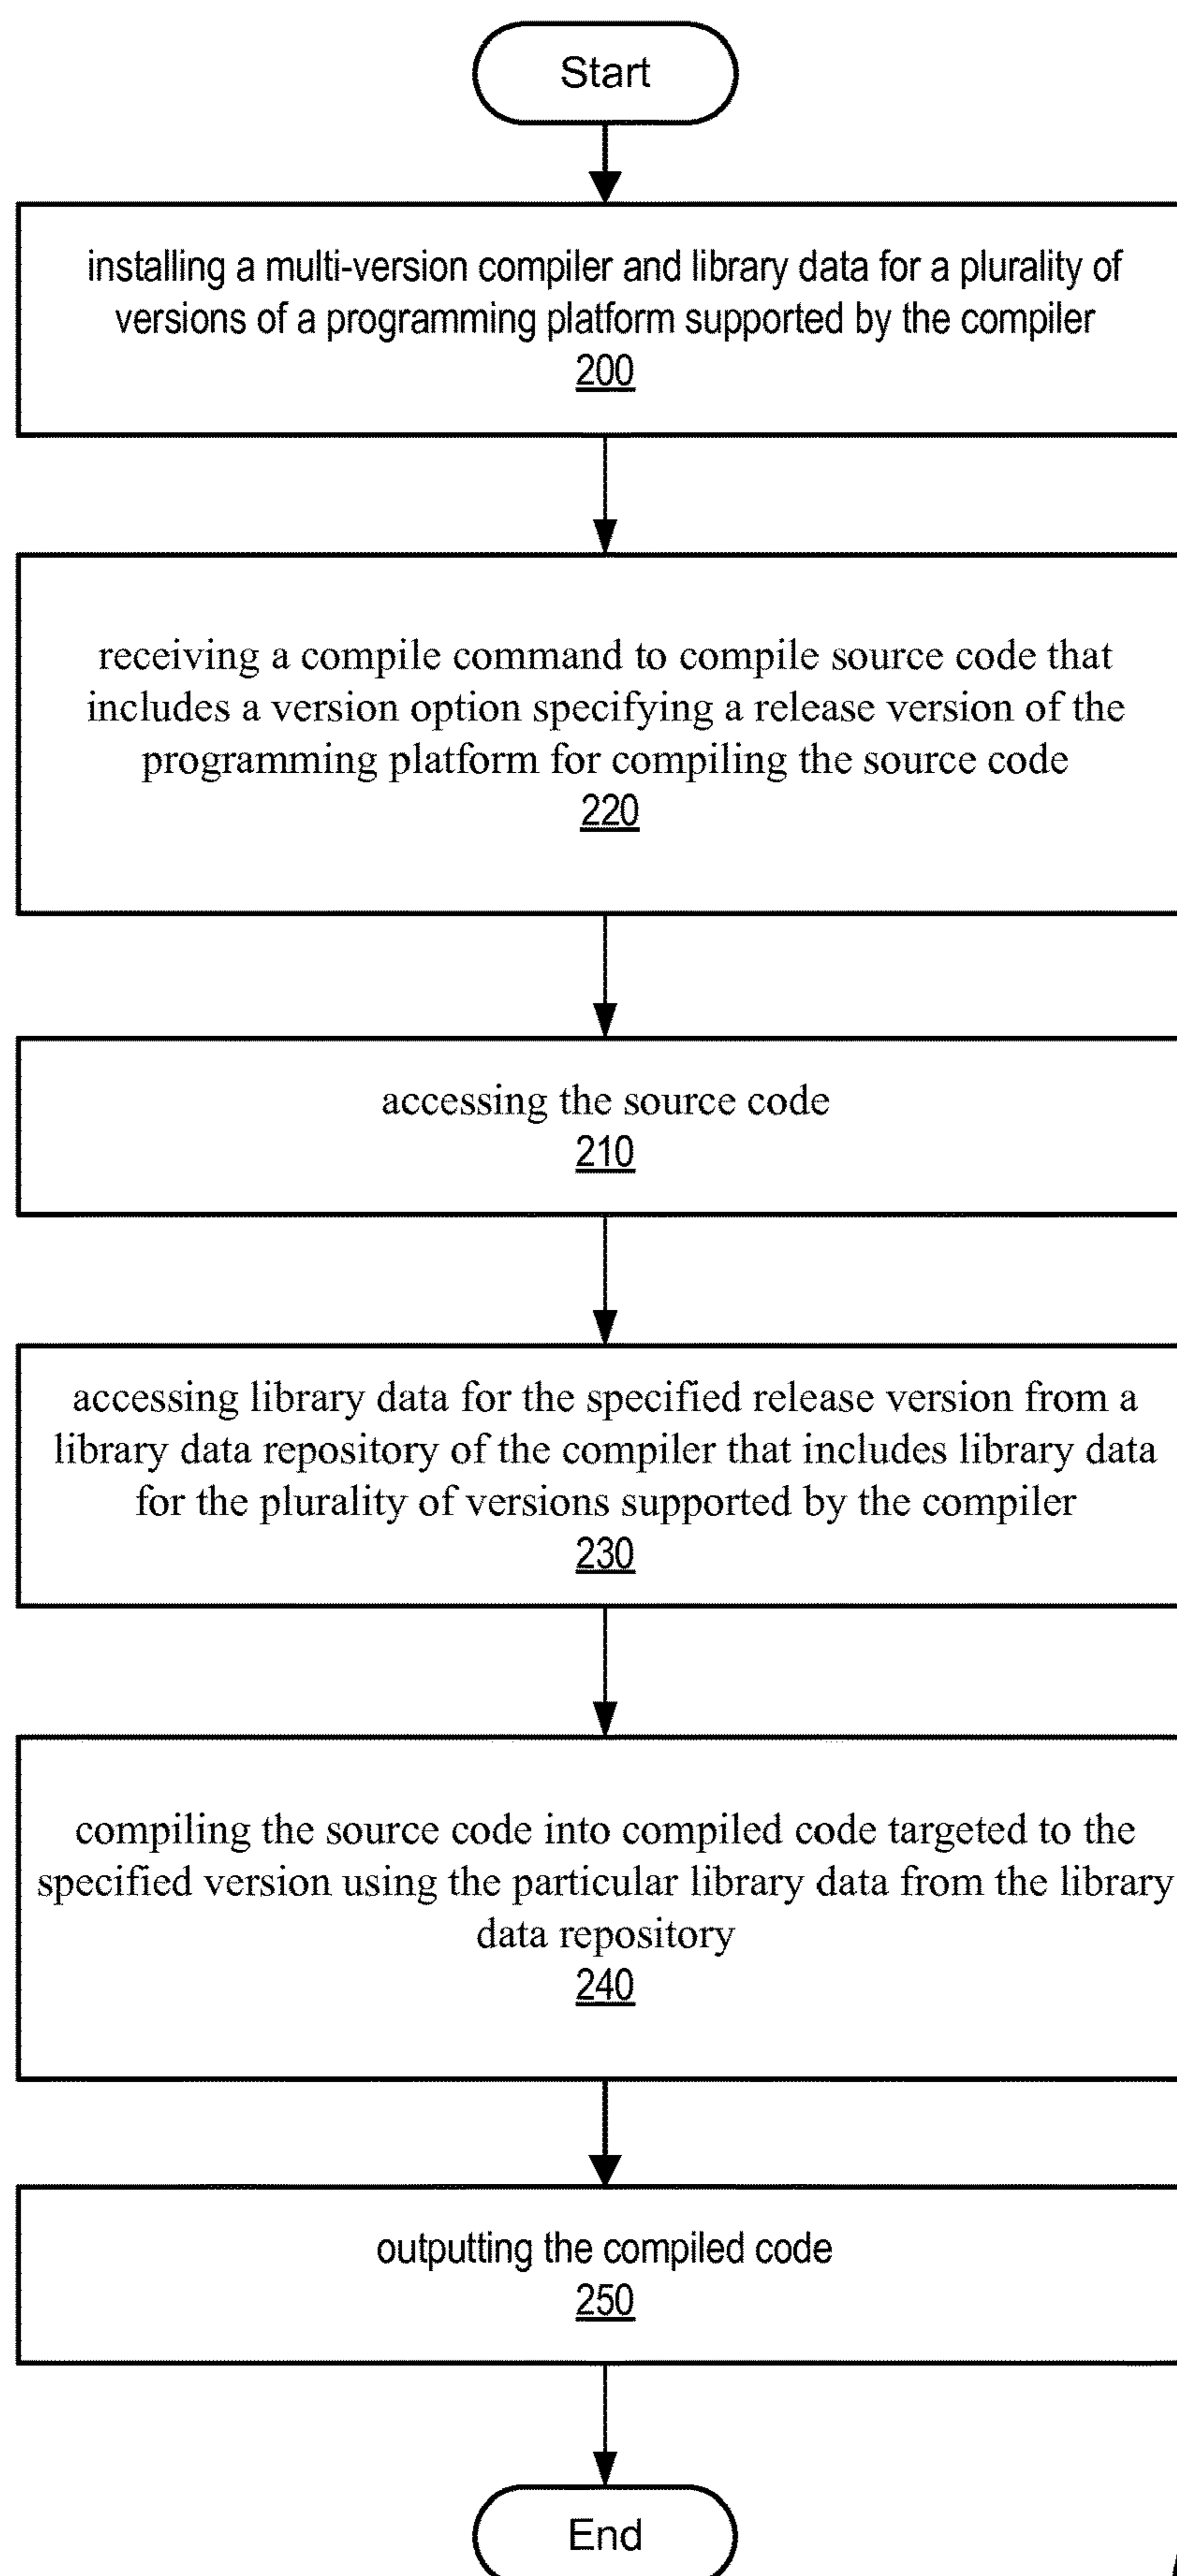 Start
installing a multi-version compiler and library data for a plurality of
versions of a programming platform supported by the compiler
200
receiving a compile command to compile source code that
includes a version option specifying a release version of the
programming platform for compiling the source code
220
accessing the source code
210
accessing library data for the specified release version from a
library data repository of the compiler that includes library data
for the plurality of versions supported by the compiler
230
compiling the source code into compiled code targeted to the
specified version using the particular library data from the library
data repository
240
outputting the compiled code
250
End